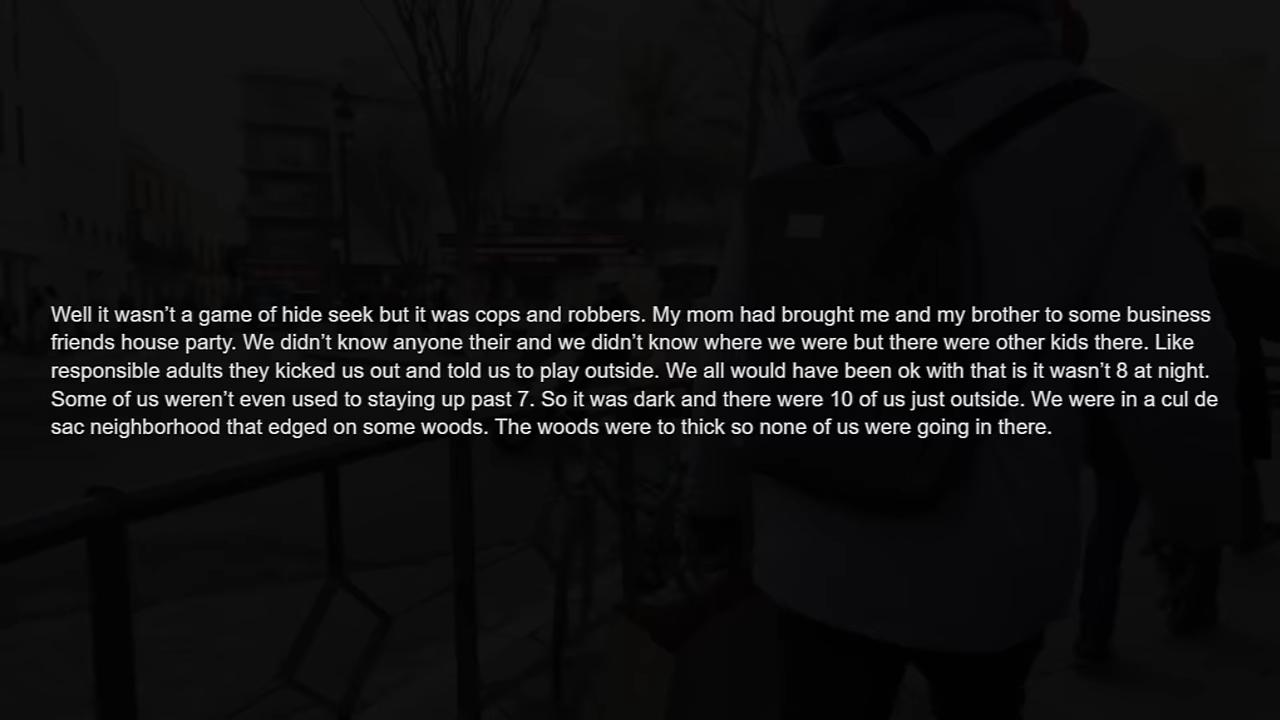 Well it wasn’t a game of hide seek but it was cops and robbers. My mom had brought me and my brother to some business
friends house party. We didn’t know anyone their and we didn’t know where we were but there were other kids there. Like
responsible adults they kicked us out and told us to play outside. We all would have been ok with that is it wasn’t 8 at night.
Some of us weren’t even used to staying up past 7. So it was dark and there were 10 of us just outside. We were in a cul de
sac neighborhood that edged on some woods. The woods were to thick so none of us were going in there.